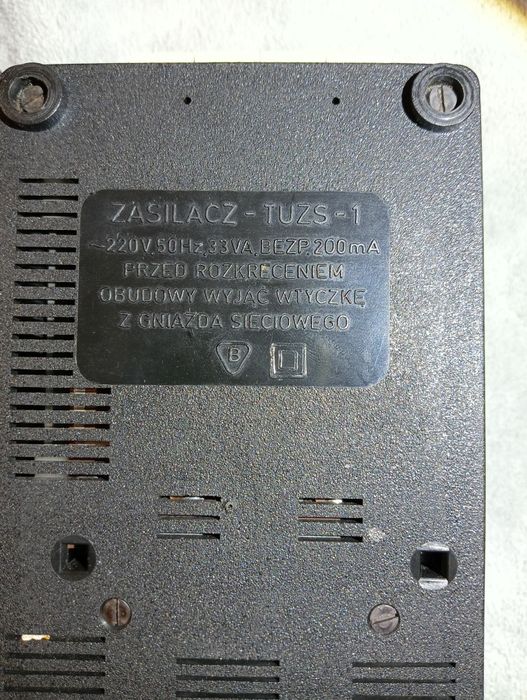 ZASILACZ - TUZS - 1
~220V, 50Hz, 33VA, BEZP. 200mA
PRZED ROZKRĘCENIEM
OBUDOWY WYJĄĆ WTYCZKĘ
Z GNIAZDA SIECIOWEGO
B